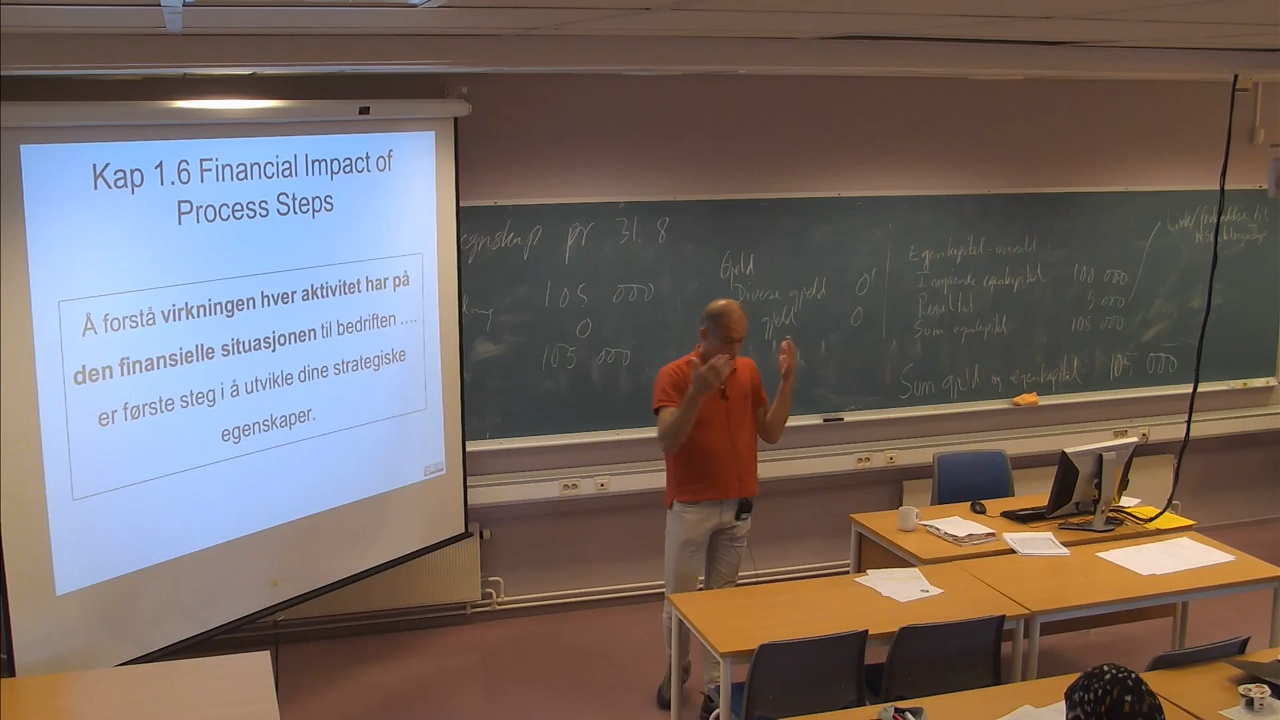 Kap 1.6 Financial Impact of
Process Steps
Å forstå virkningen hver aktivitet har på
den finansielle situasjonen til bedriften ....
er første steg i å utvikle dine strategiske
egenskaper.
pr. 31.8
105 000
0
105 000
Gjeld
Diverse gjeld 0
gjeld 0
Egenkapital
Inngående egenkapital 100 000
Resultat 5 000
Sum egenkapital 105 000
Sum gjeld og egenkapital 105 000